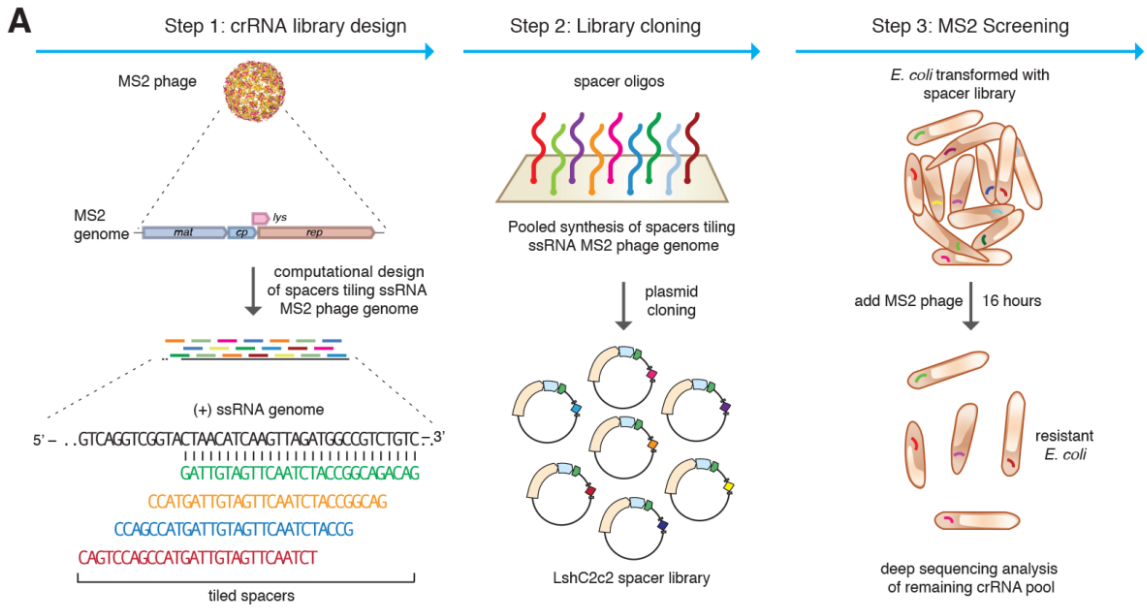 A
Step 1: crRNA library design
MS2 phage
MS2
genome
lys
mat
cp
rep
computational design
of spacers tiling ssRNA
MS2 phage genome
(+) ssRNA genome
5’ – ..GTCAGGTCGGTACTAACATCAAGTTAGATGGCCGTCTGTC..– 3’
GATTGTAGTTCAATCTACCGGCAGACAG
CCATGATTGTAGTTCAATCTACCGGCAG
CCAGCCATGATTGTAGTTCAATCTACCG
CAGTCCAGCCATGATTGTAGTTCAATCT
tiled spacers
Step 2: Library cloning
spacer oligos
Pooled synthesis of spacers tiling
ssRNA MS2 phage genome
plasmid
cloning
LshC2c2 spacer library
Step 3: MS2 Screening
E. coli transformed with
spacer library
add MS2 phage
16 hours
resistant
E. coli
deep sequencing analysis
of remaining crRNA pool